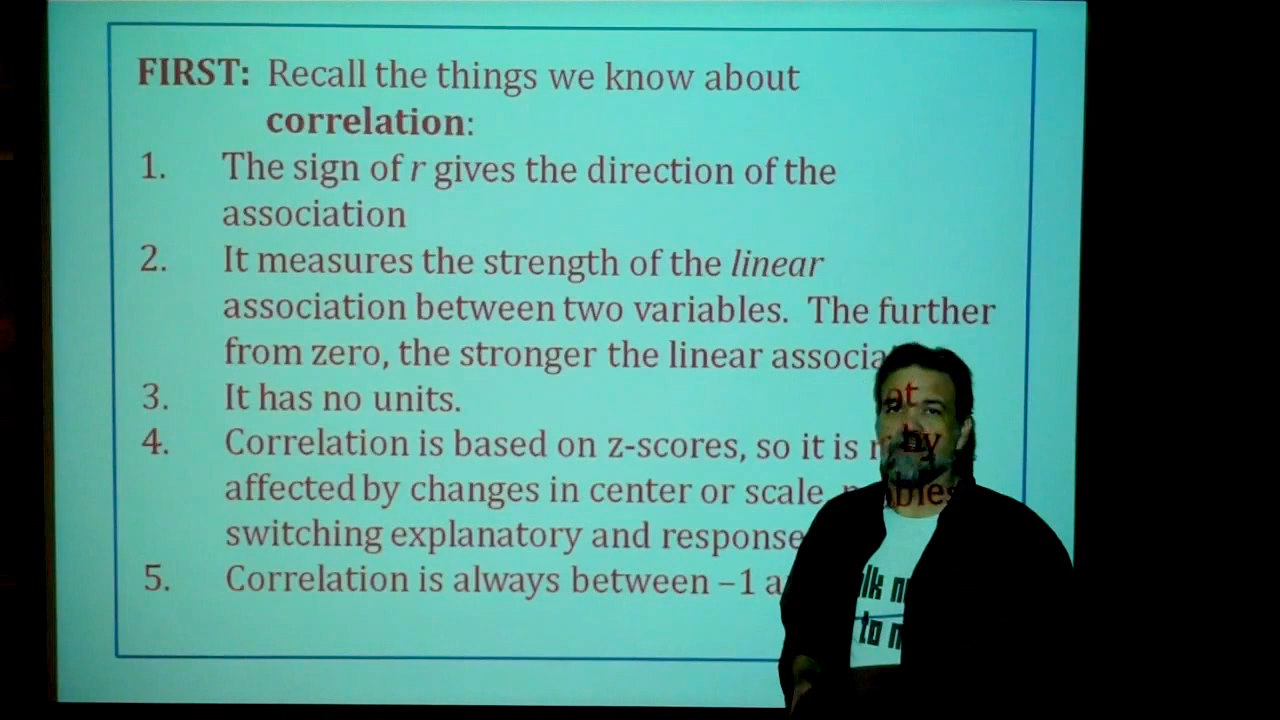 FIRST: Recall the things we know about
correlation:
1. The sign of r gives the direction of the
association
2. It measures the strength of the linear
association between two variables. The further
from zero, the stronger the linear
3. It has no units.
4. Correlation is based on z-scores, so it is by
affected by changes in center or scale
switching explanatory and response
5. Correlation is always between –1
to